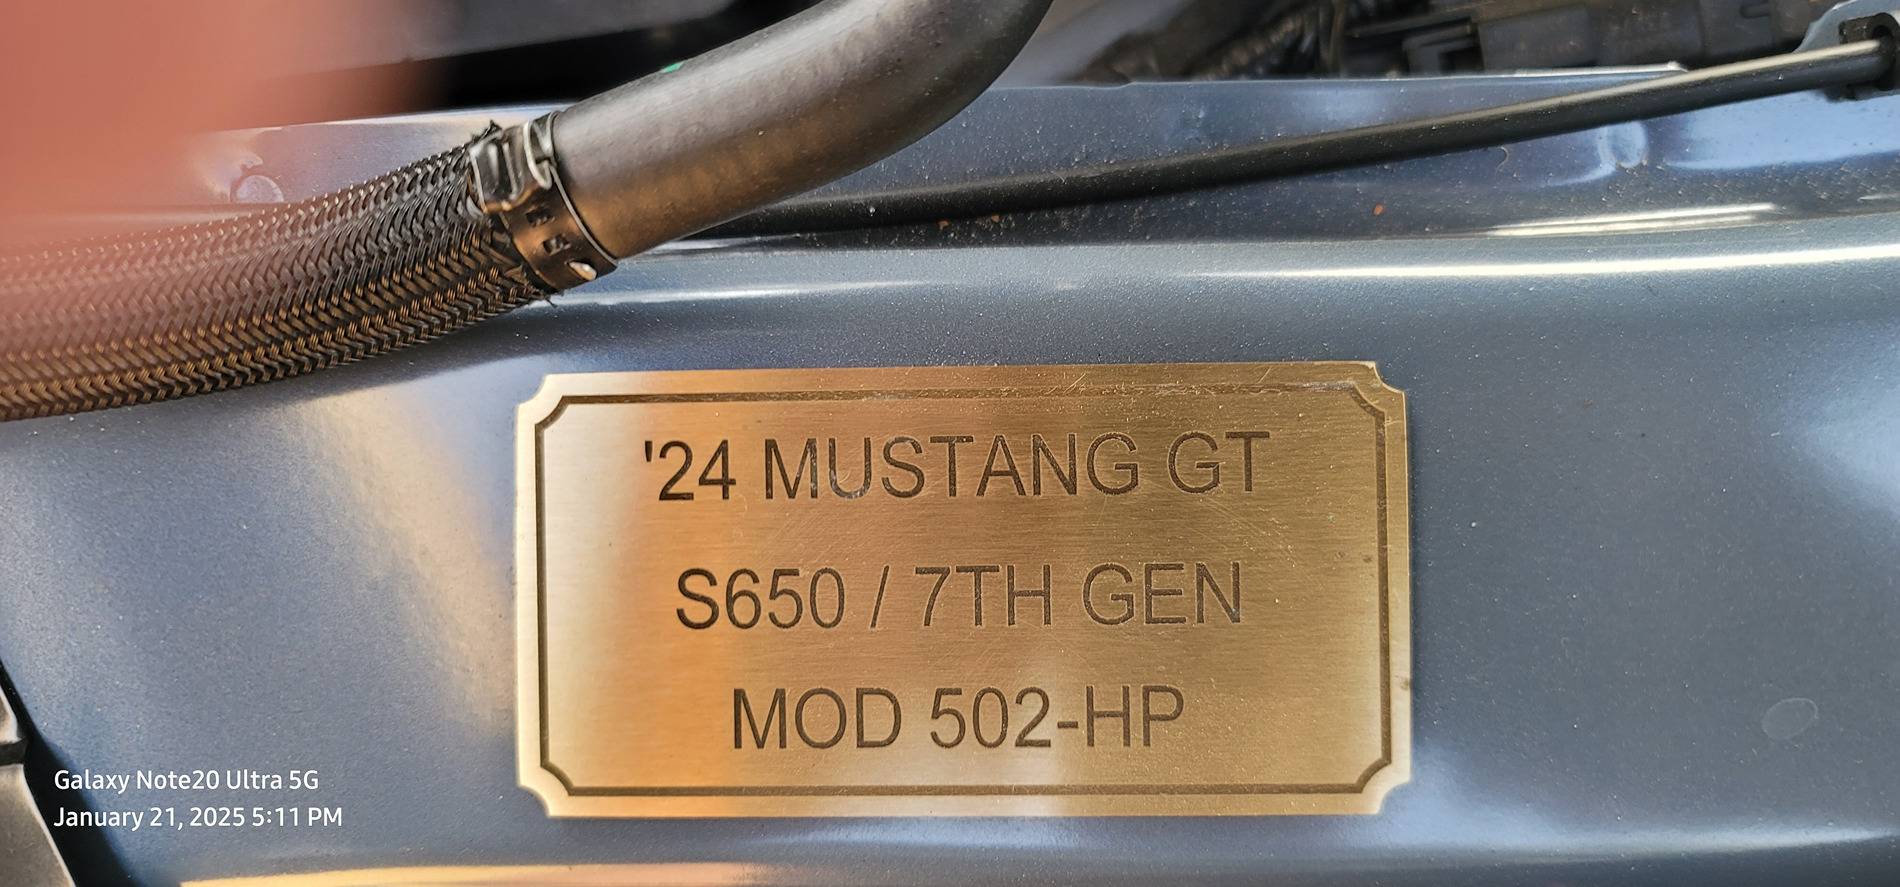 '24 MUSTANG GT
S650 / 7TH GEN
MOD 502-HP
Galaxy Note20 Ultra 5G
January 21, 2025 5:11 PM